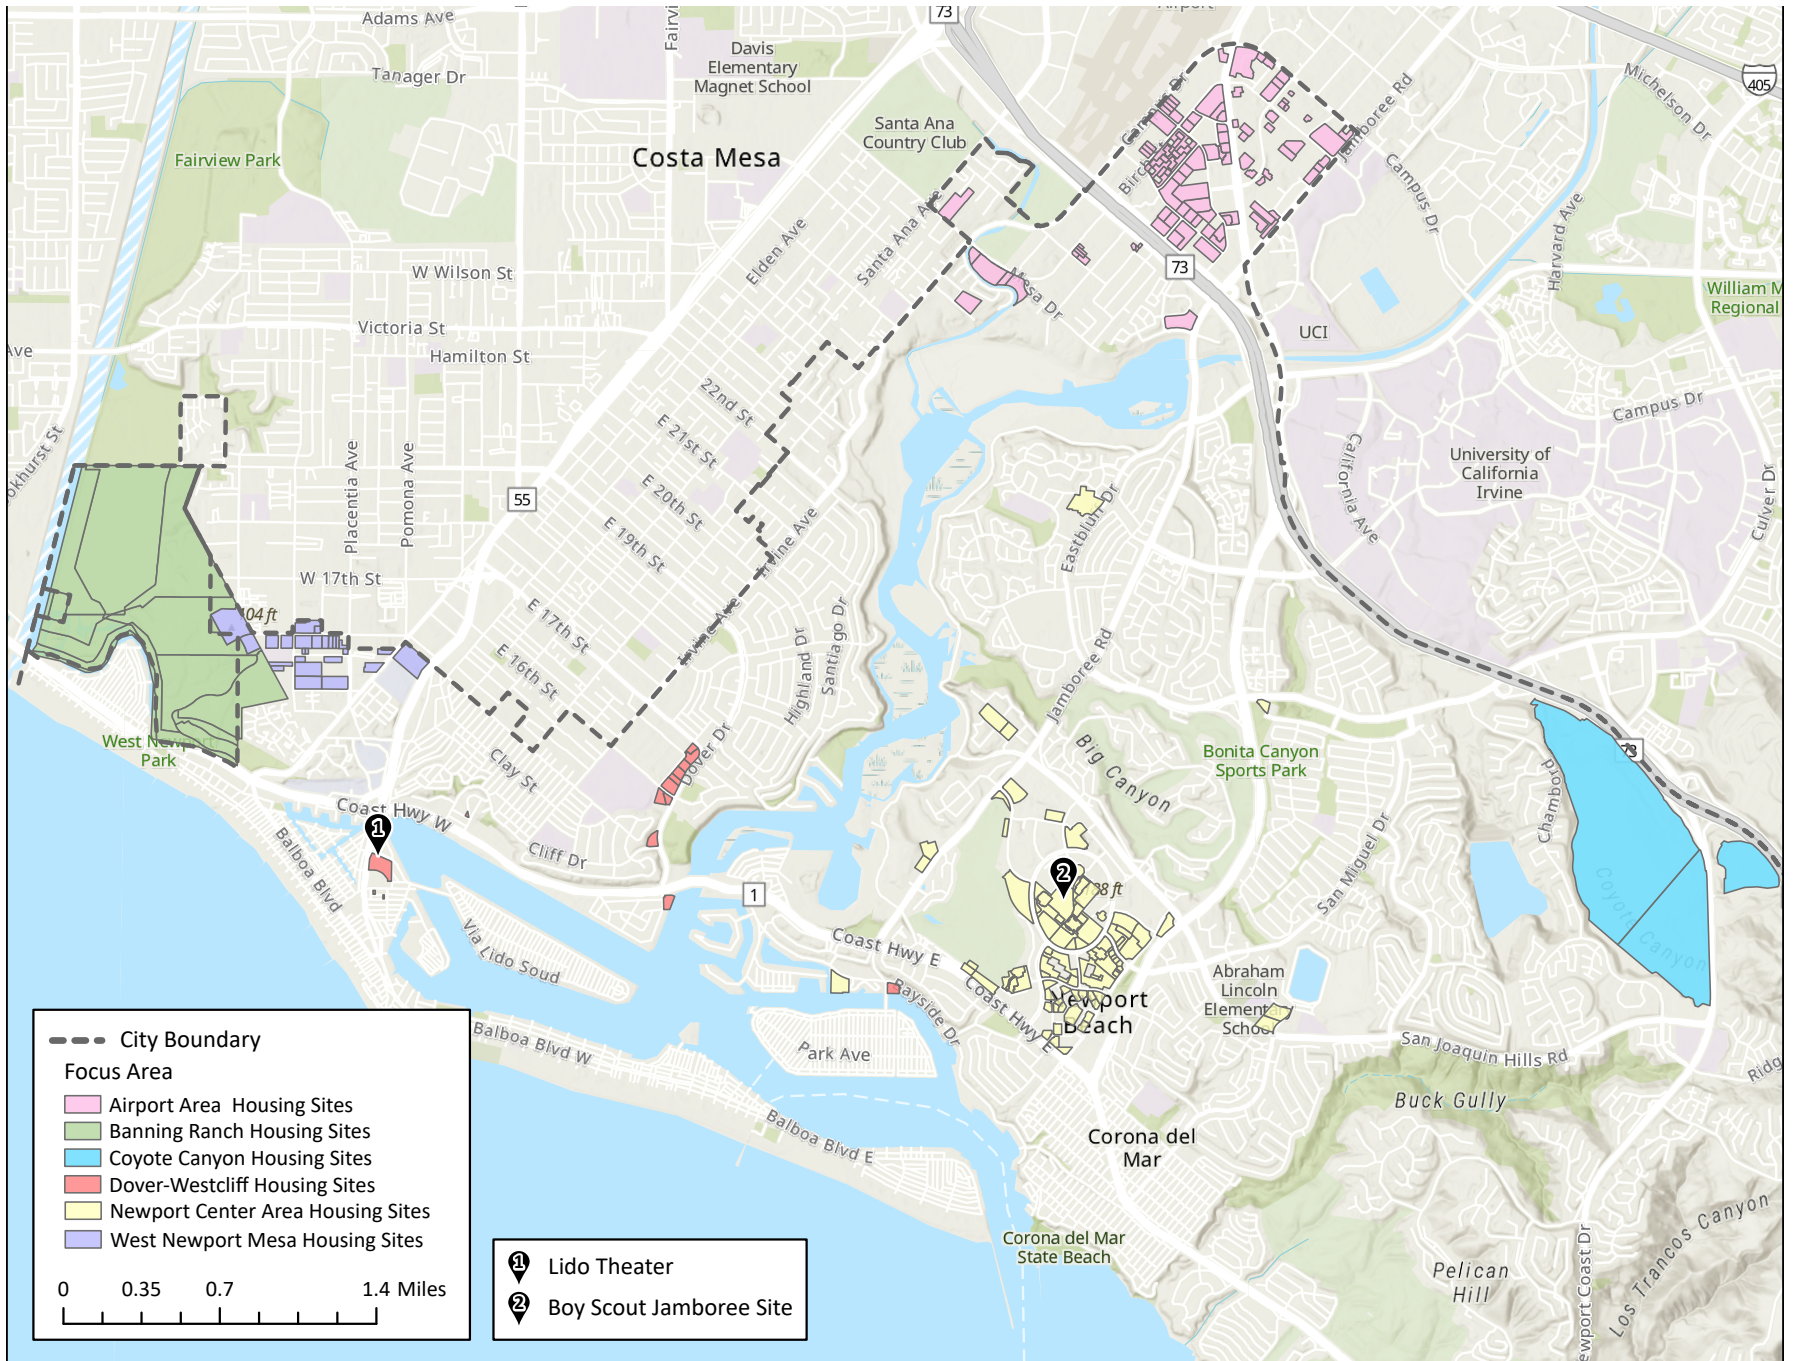 Adams Ave
73
Airport
Davis
Elementary
Magnet School
Tanager Dr
405
Michelson Dr
Jamboree Rd
Santa Ana
Country Club
Costa Mesa
Fairview Park
Campus Dr
Harvard Ave
Santa Ana Ave
Elden Ave
W Wilson St
73
Mesa Dr
Victoria St
UCI
Hamilton St
Ave
22nd St
Campus Dr
E 21st St
University of
California
Irvine
California Ave
Culver Dr
Placentia Ave
Pomona Ave
55
E 20th St
Eastbluff Dr
E 19th St
Irvine Ave
W 17th St
104 ft
E 17th St
Irvine Ave
Highland Dr
Santiago Dr
Jamboree Rd
E 16th St
West Newport
Park
Clay St
Dover Dr
Big Canyon
Bonita Canyon
Sports Park
73
Coast Hwy W
1
Balboa Blvd
Cliff Dr
San Miguel Dr
2
1
Coyote Canyon
Via Lido Soud
Coast Hwy E
Abraham
Lincoln
Elementary
School
Bayside Dr
Coast Hwy E
Newport
Beach
Balboa Blvd W
Park Ave
San Joaquin Hills Rd
Buck Gully
Balboa Blvd E
Corona del
Mar
Corona del Mar
State Beach
Pelican
Hill
Los Trancos Canyon
City Boundary
Focus Area
Airport Area Housing Sites
Banning Ranch Housing Sites
Coyote Canyon Housing Sites
Dover-Westcliff Housing Sites
Newport Center Area Housing Sites
West Newport Mesa Housing Sites
0 0.35 0.7 1.4 Miles
1 Lido Theater
2 Boy Scout Jamboree Site